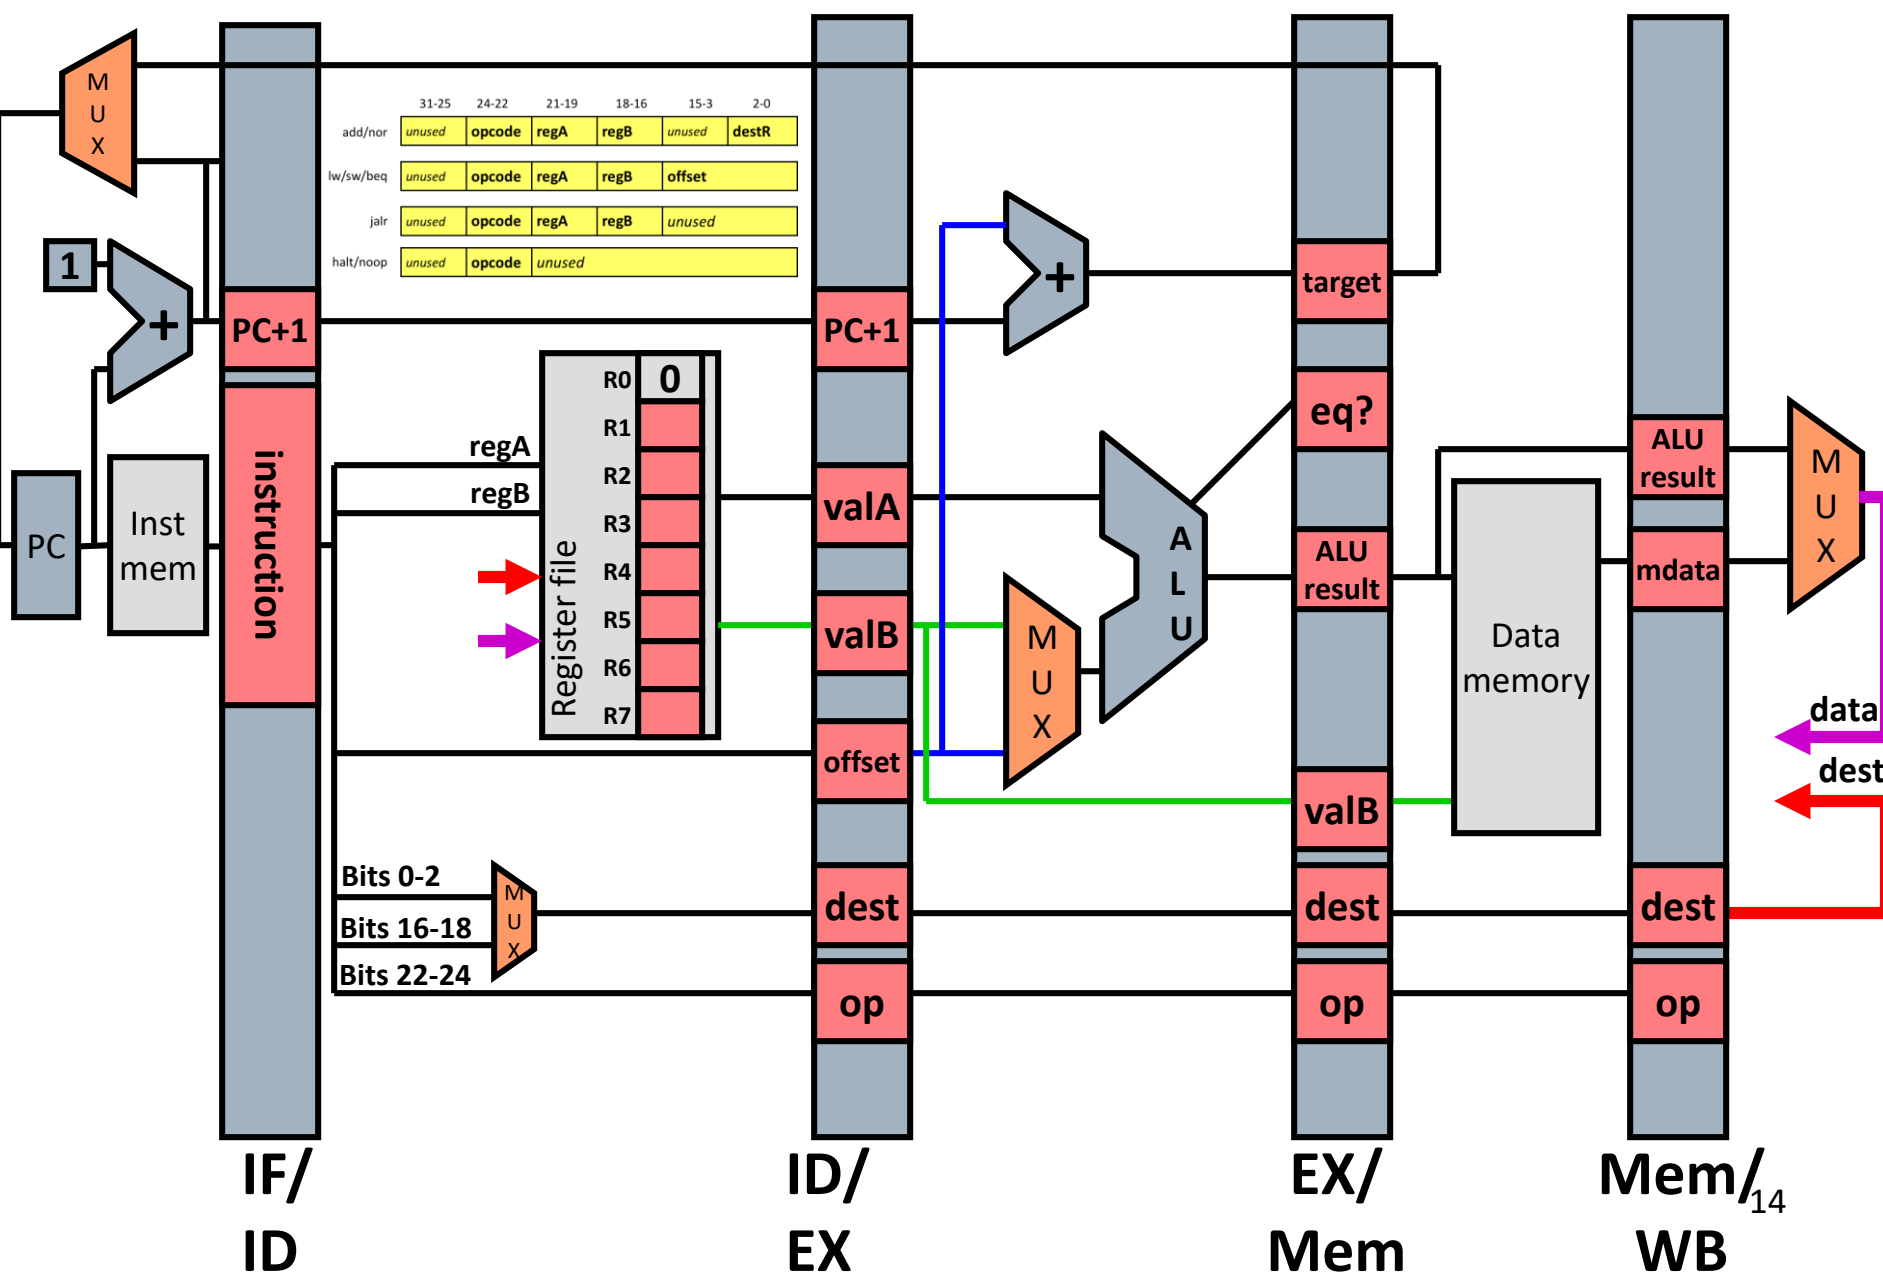 M
U
X
1
+
PC
Inst
mem
PC+1
instruction
31-25 24-22 21-19 18-16 15-3 2-0
add/nor unused opcode regA regB unused destR
lw/sw/beq unused opcode regA regB offset
jalr unused opcode regA regB unused
halt/noop unused opcode unused
regA
regB
Register file
R0 0
R1
R2
R3
R4
R5
R6
R7
Bits 0-2
Bits 16-18
Bits 22-24
M
U
X
PC+1
valA
valB
offset
dest
op
+
M
U
X
A
L
U
target
eq?
ALU
result
valB
dest
op
Data
memory
ALU
result
mdata
dest
op
M
U
X
data
dest
IF/
ID
ID/
EX
EX/
Mem
Mem/
WB
14